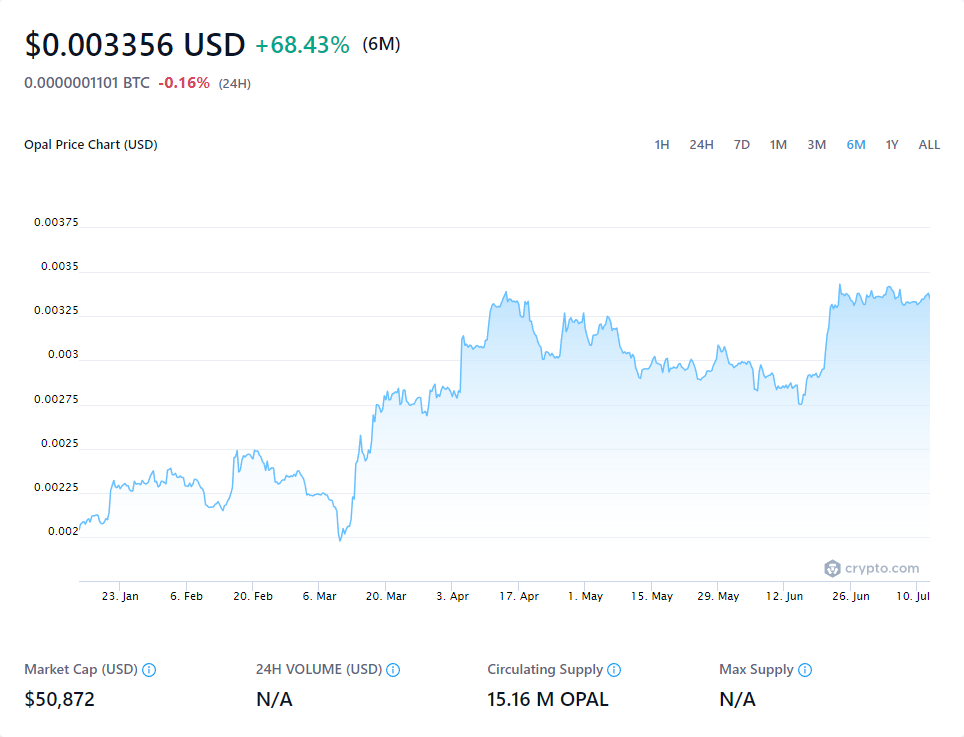 $0.003356 USD +68.43% (6M)
0.0000001101 BTC -0.16% (24H)
Opal Price Chart (USD) 1H 24H 7D 1M 3M 6M 1Y ALL
0.00375
0.0035
0.00325
0.003
0.00275
0.0025
0.00225
0.002
crypto.com
23. Jan 6. Feb 20. Feb 6. Mar 20. Mar 3. Apr 17. Apr 1. May 15. May 29. May 12. Jun 26. Jun 10. Jul
Market Cap (USD) 24H VOLUME (USD) Circulating Supply Max Supply
$50,872 N/A 15.16 M OPAL N/A